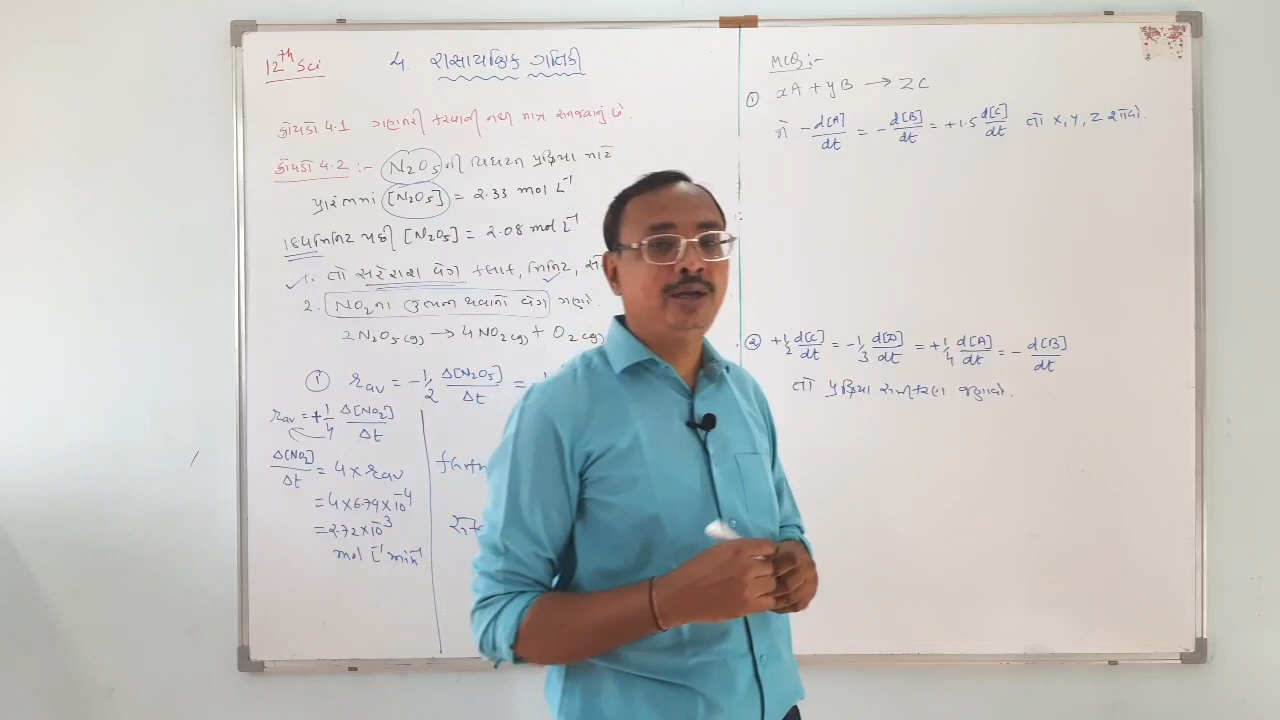 12th Sci
4. રાસાયણિક ગતિકી
કોયડો 4.1 ગણતરી કરવાની નથી માત્ર સમજવાનું છે.
કોયડો 4.2 :- N₂O₅ ની વિઘટન પ્રક્રિયા માટે
પ્રારંભમાં [N₂O₅] = 2.33 mol L⁻¹
મિનિટ પછી [N₂O₅] = 2.08 mol L⁻¹
1. તો સરેરાશ વેગ કલાક, મિનિટ,
2. NO₂ ના ઉત્પન્ન થવાનો વેગ ગણો.
2N₂O₅(g) → 4NO₂(g) + O₂(g)
① rav = -1/2 Δ[N₂O₅]/Δt =
rav = +1/4 Δ[NO₂]/Δt
Δ[NO₂]/Δt = 4 × rav
= 4 × 6.79 × 10⁻⁴
= 2.72 × 10⁻³
mol L⁻¹ min⁻¹
MCQ :-
① xA + yB → ZC
જો -d[A]/dt = -d[B]/dt = +1.5 d[C]/dt તો X, Y, Z શોધો.
② +1/2 d[C]/dt = -1/3 d[D]/dt = +1/4 d[A]/dt = - d[B]/dt
તો પ્રક્રિયા સમીકરણ જણાવો.